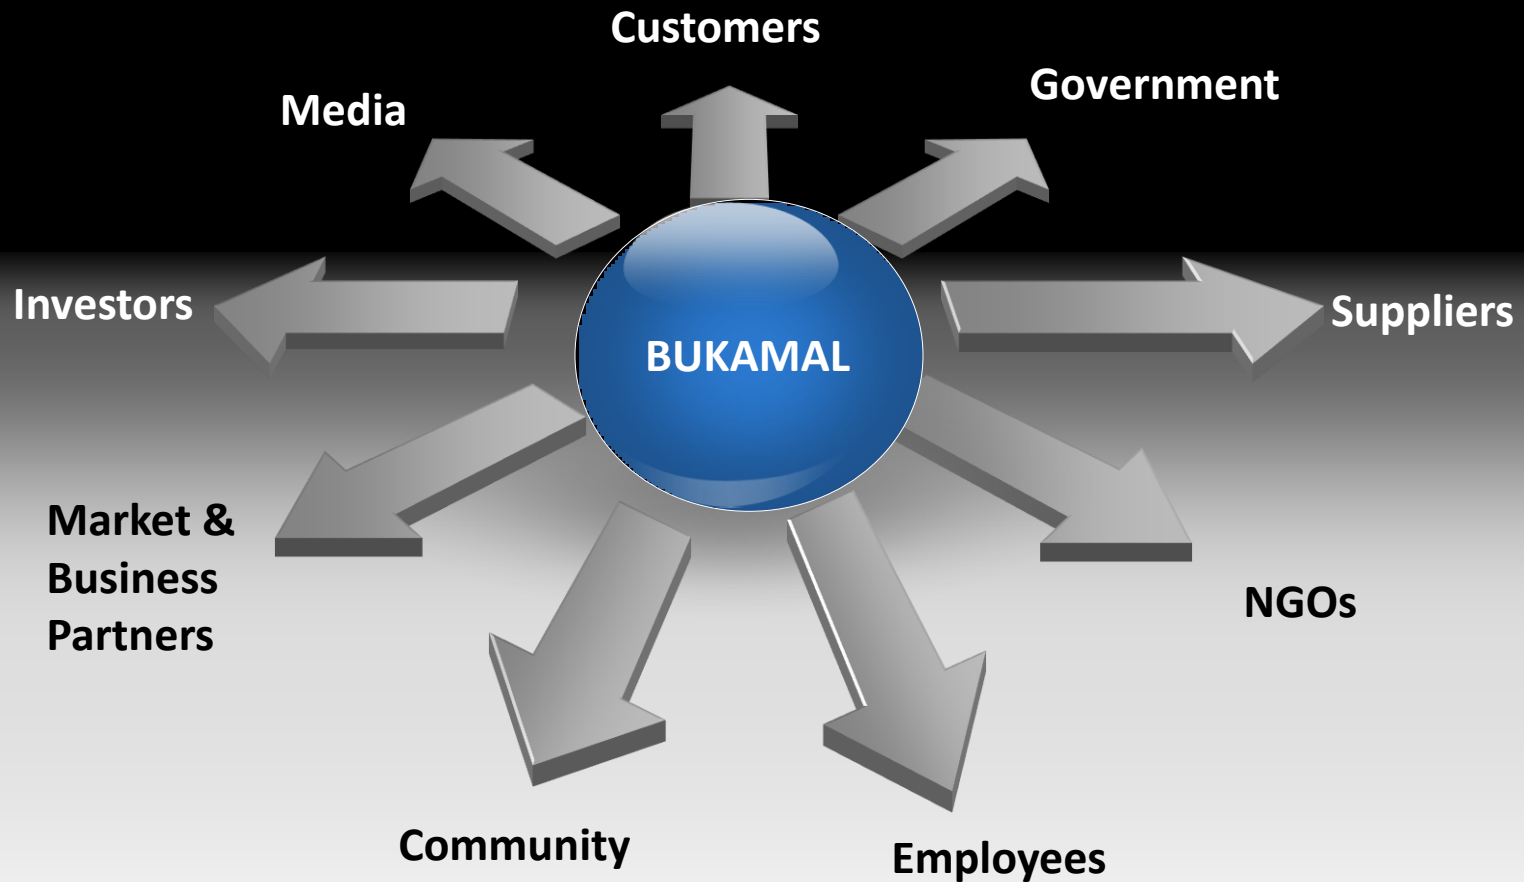 Customers
Government
Media
Investors
Suppliers
BUKAMAL
Market &
Business
Partners
NGOs
Community
Employees